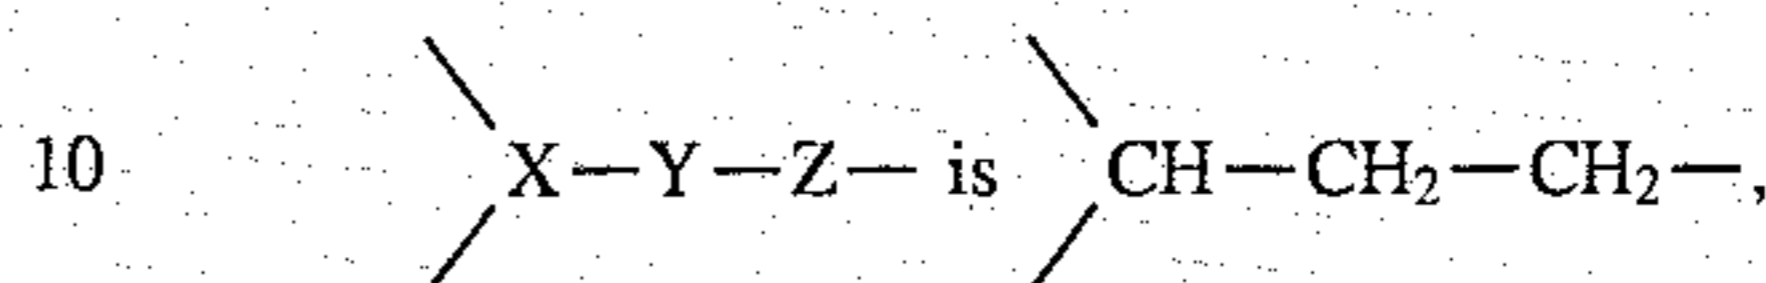 10 X—Y—Z— is CH—CH₂—CH₂—,